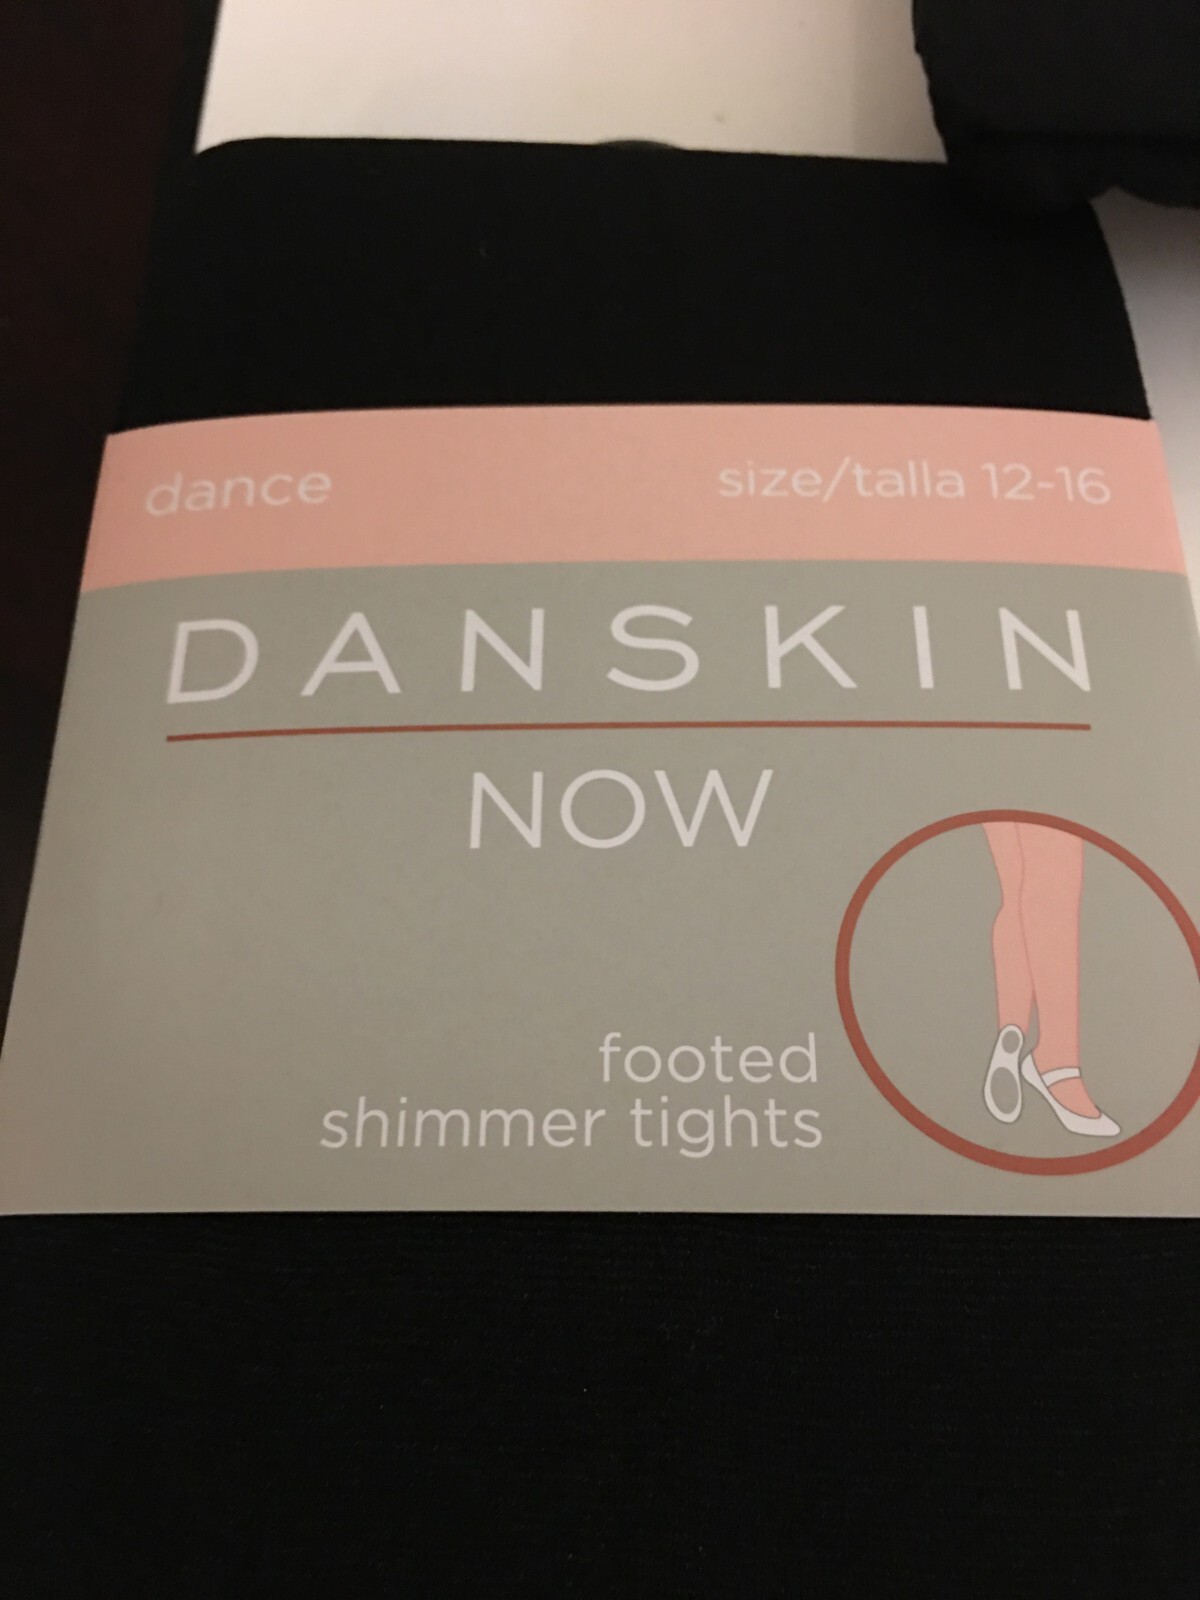 dance size/talla 12-16
DANSKIN
NOW
footed
shimmer tights